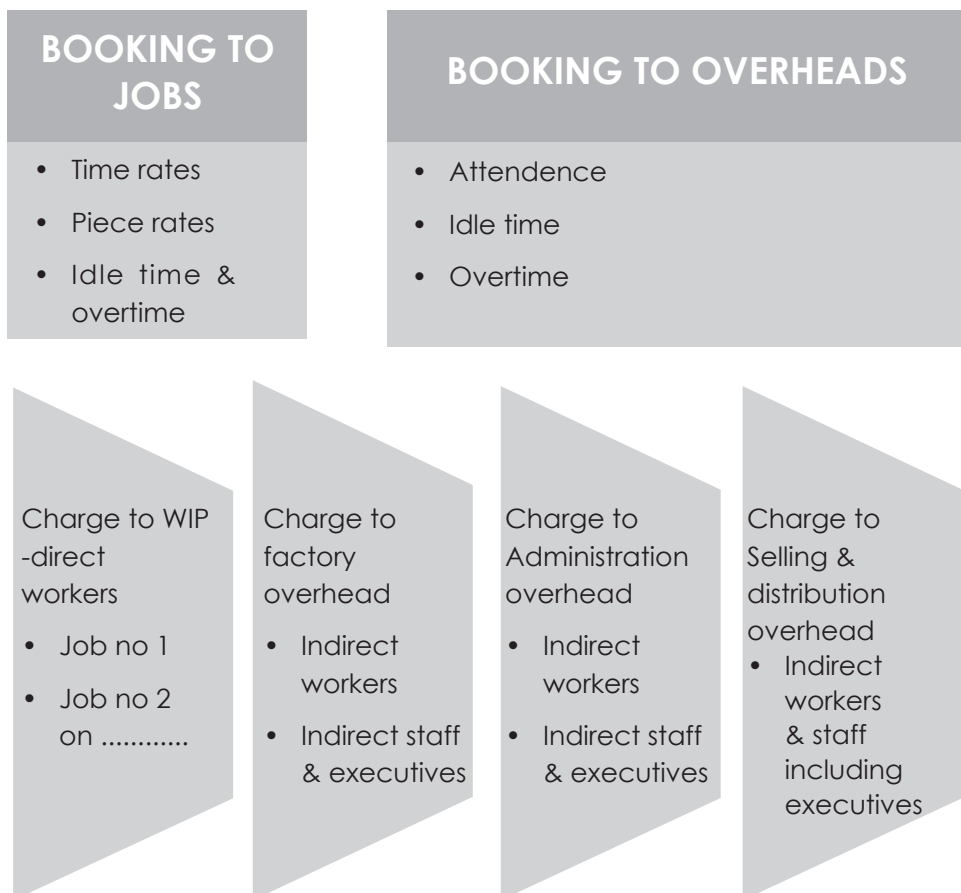 BOOKING TO
JOBS
• Time rates
• Piece rates
• Idle time &
overtime
BOOKING TO OVERHEADS
• Attendence
• Idle time
• Overtime
Charge to WIP
-direct
workers
• Job no 1
• Job no 2
on ............
Charge to
factory
overhead
• Indirect
workers
• Indirect staff
& executives
Charge to
Administration
overhead
• Indirect
workers
• Indirect staff
& executives
Charge to
Selling &
distribution
overhead
• Indirect
workers
& staff
including
executives